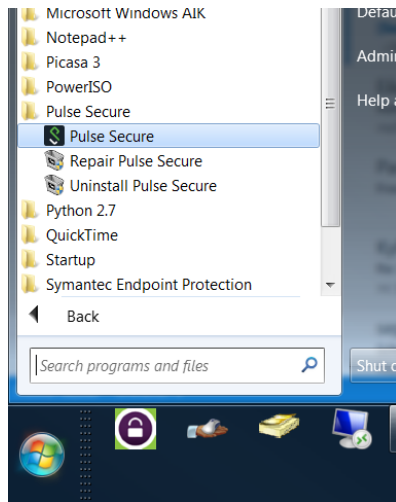 Microsoft Windows AIK
Notepad++
Picasa 3
PowerISO
Pulse Secure
Pulse Secure
Repair Pulse Secure
Uninstall Pulse Secure
Python 2.7
QuickTime
Startup
Symantec Endpoint Protection
Back
Search programs and files
Defau
Admin
Help a
Shut d